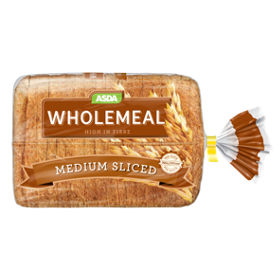 ASDA
WHOLEMEAL
HIGH IN FIBRE
MEDIUM SLICED